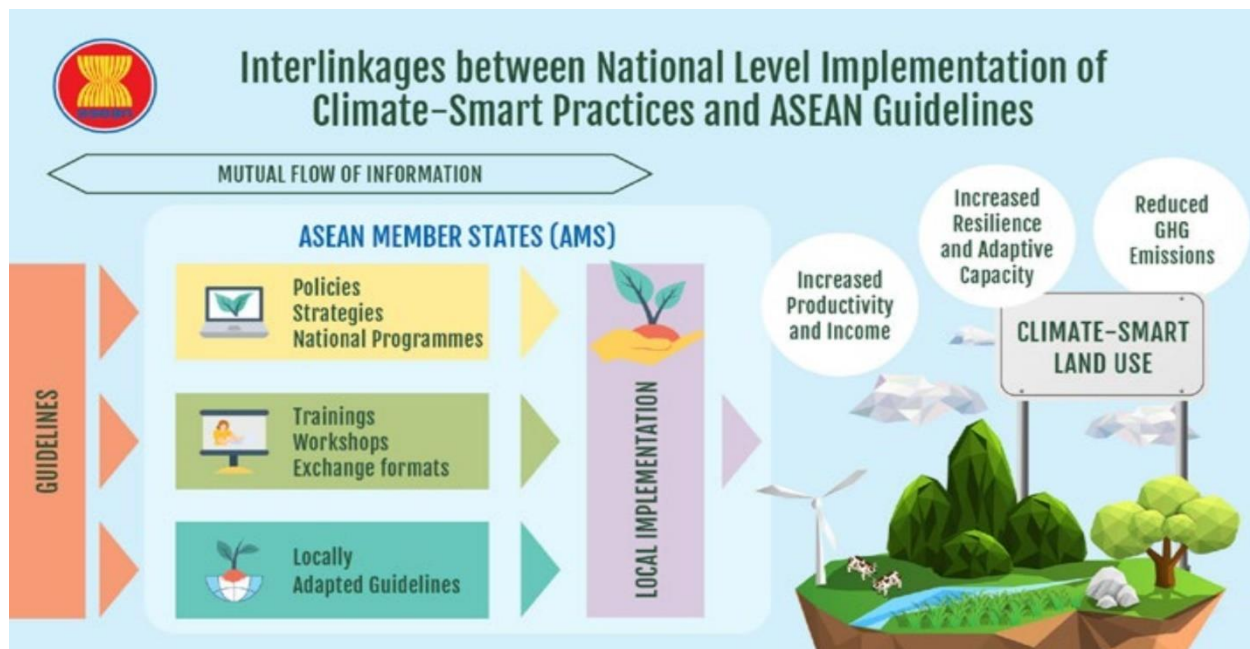 Interlinkages between National Level Implementation of
Climate-Smart Practices and ASEAN Guidelines
MUTUAL FLOW OF INFORMATION
ASEAN MEMBER STATES (AMS)
GUIDELINES
Policies
Strategies
National Programmes
Trainings
Workshops
Exchange formats
Locally
Adapted Guidelines
LOCAL IMPLEMENTATION
Increased
Productivity
and Income
Increased
Resilience
and Adaptive
Capacity
Reduced
GHG
Emissions
CLIMATE-SMART
LAND USE